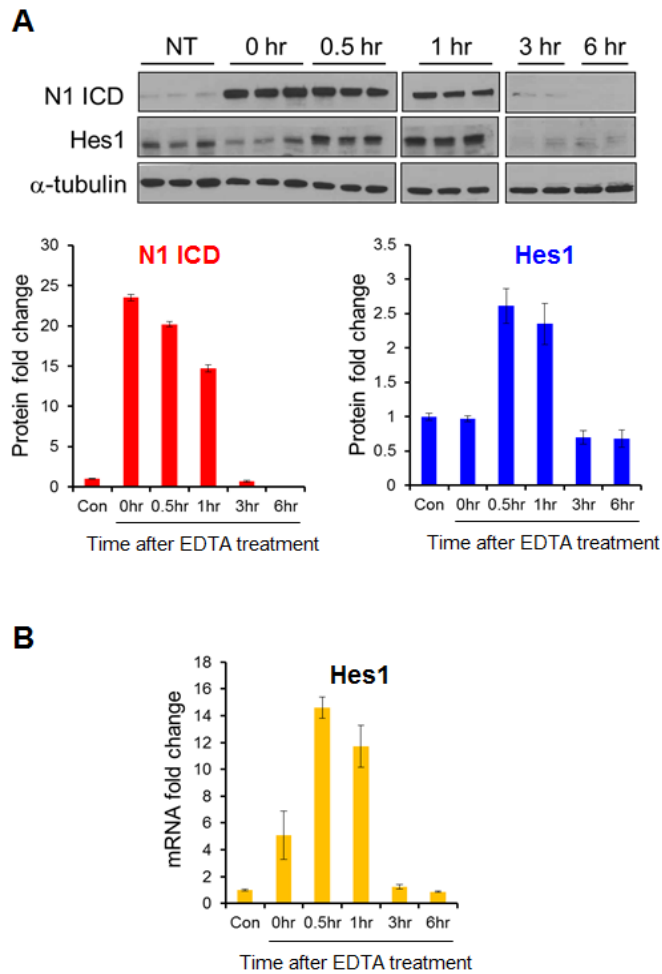 A
NT 0 hr 0.5 hr 1 hr 3 hr 6 hr
N1 ICD
Hes1
α-tubulin
N1 ICD
Protein fold change
30
25
20
15
10
5
0
Con 0hr 0.5hr 1hr 3hr 6hr
Time after EDTA treatment
Hes1
Protein fold change
3.5
3
2.5
2
1.5
1
0.5
0
Con 0hr 0.5hr 1hr 3hr 6hr
Time after EDTA treatment
B
Hes1
mRNA fold change
18
16
14
12
10
8
6
4
2
0
Con 0hr 0.5hr 1hr 3hr 6hr
Time after EDTA treatment